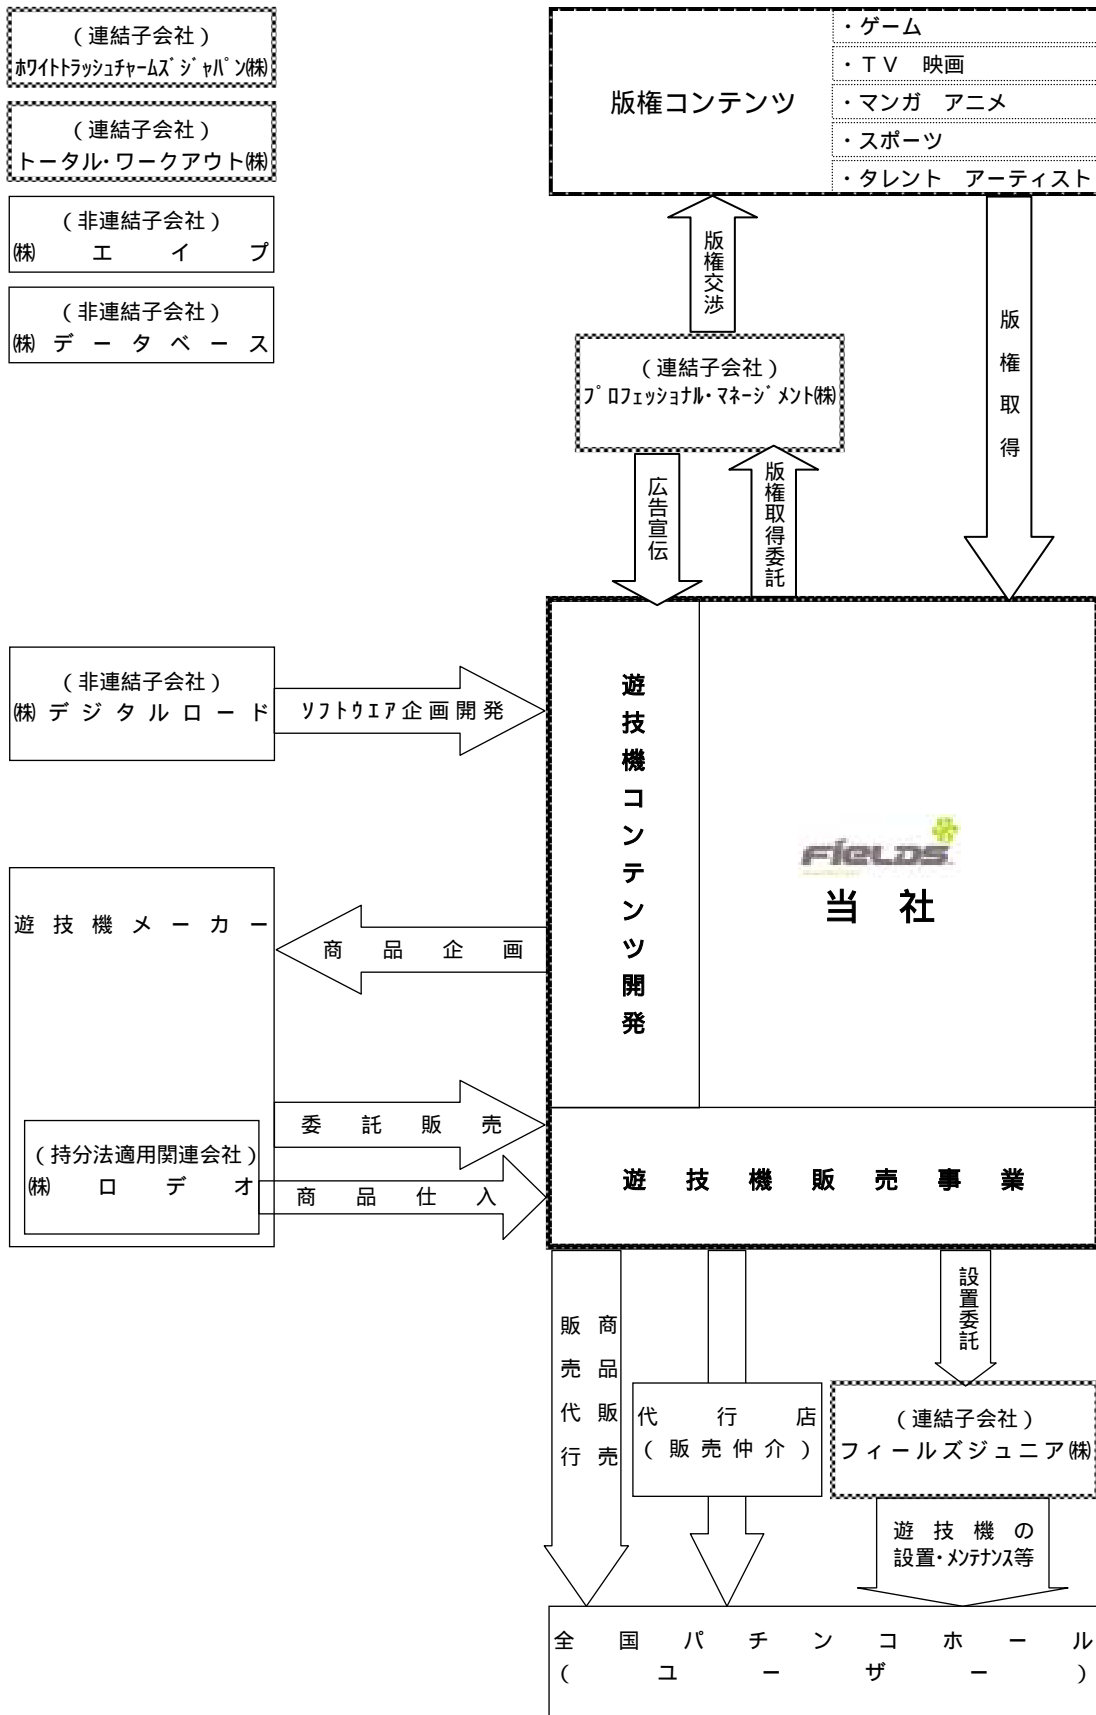 (連結子会社)
ホワイトトラッシュチャームズジャパン㈱
(連結子会社)
トータル・ワークアウト㈱
(非連結子会社)
㈱エイプ
(非連結子会社)
㈱データベース
版権コンテンツ
・ゲーム
・TV 映画
・マンガ アニメ
・スポーツ
・タレント アーティスト
版権交渉
版権取得
(連結子会社)
プロフェッショナル・マネージメント㈱
広告宣伝
版権取得委託
(非連結子会社)
㈱デジタルロード
ソフトウエア企画開発
遊技機コンテンツ開発
FIELDS
当社
遊技機メーカー
商品企画
委託販売
(持分法適用関連会社)
㈱ロデオ
商品仕入
遊技機販売事業
商品販売
販売代行
設置委託
代行店
(販売仲介)
(連結子会社)
フィールズジュニア㈱
遊技機の
設置・メンテナンス等
全国パチンコホール
(ユーザー)